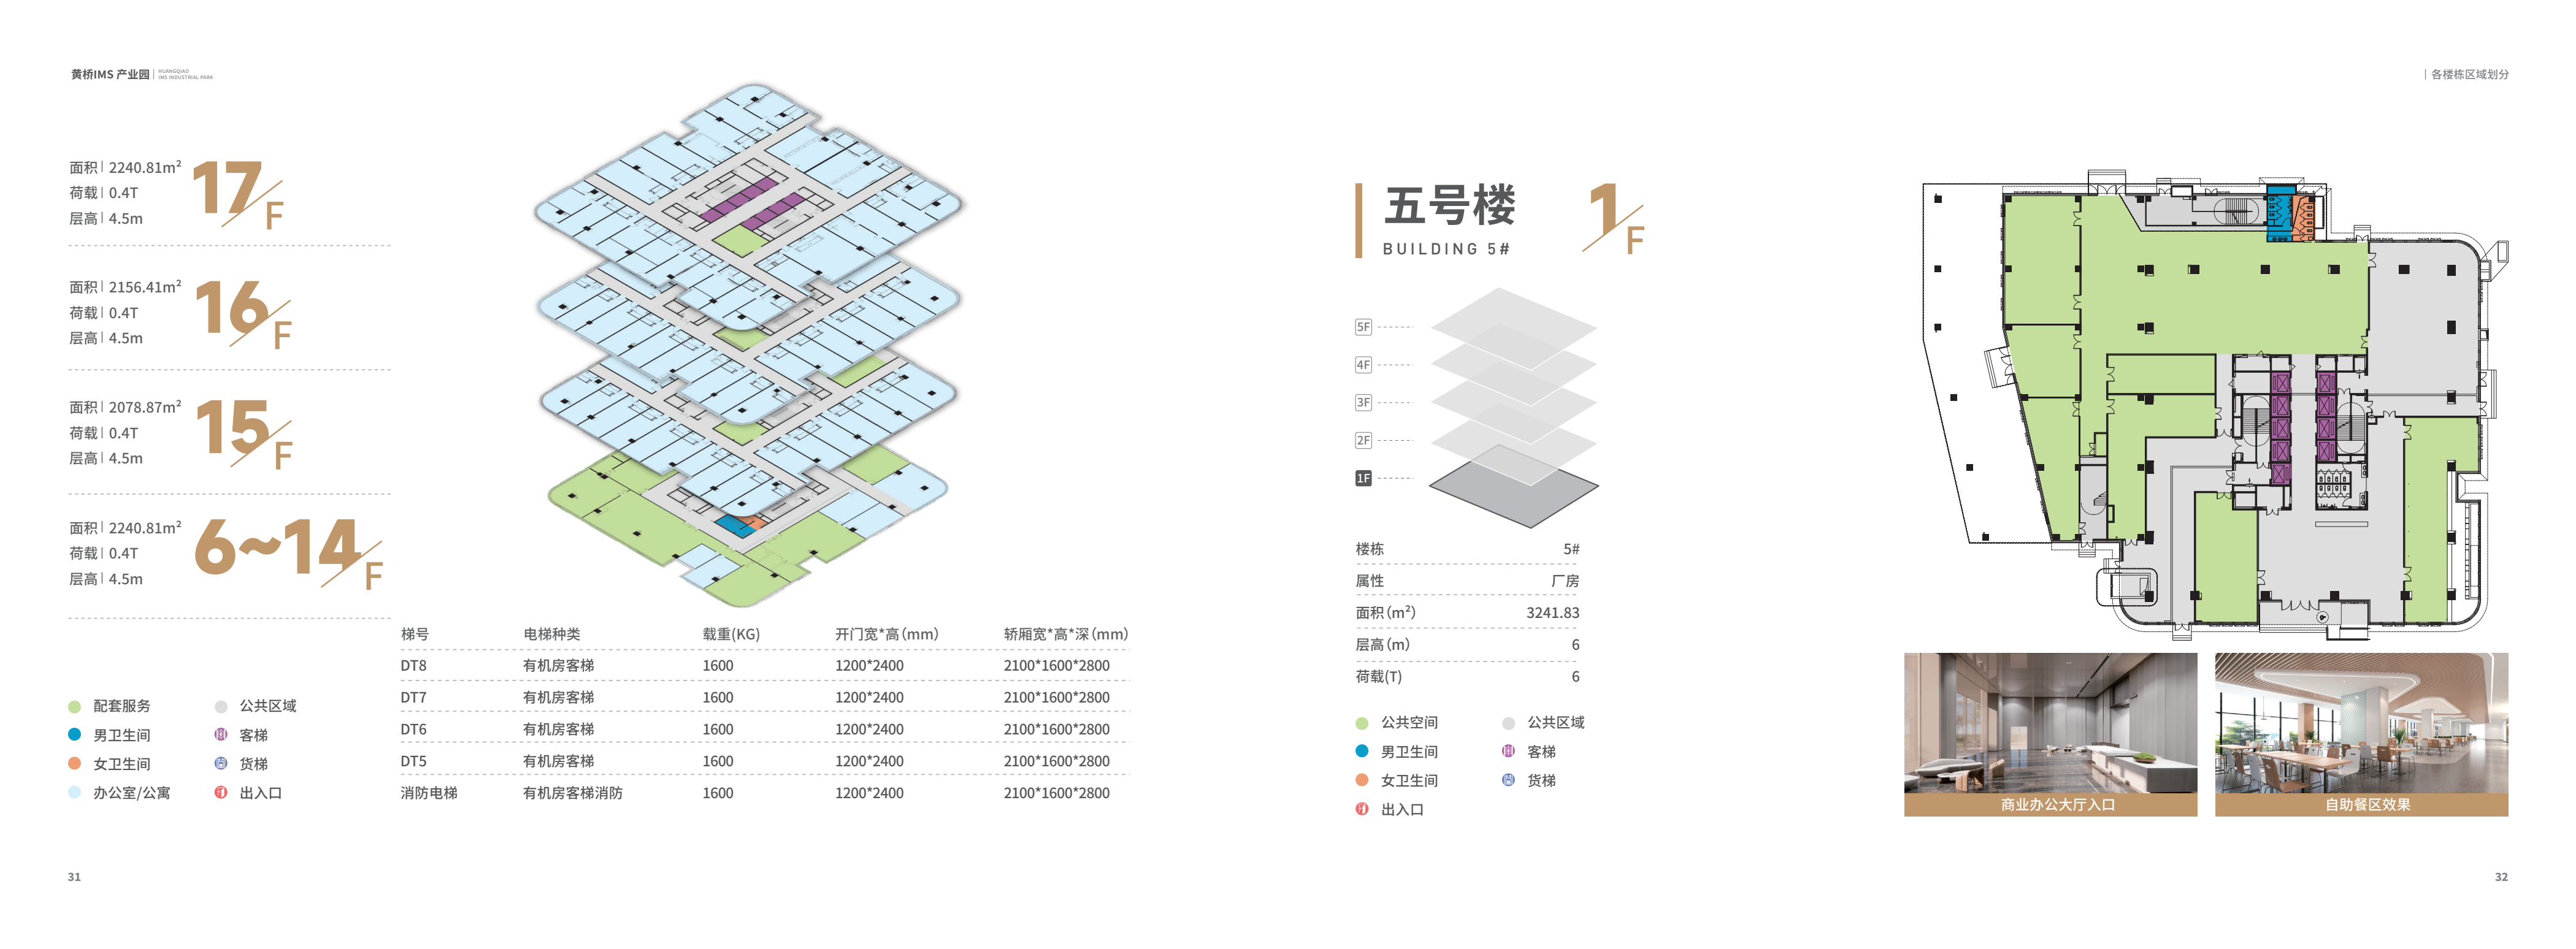 黄桥IMS 产业园
HUANGQIAO
IMS INDUSTRIAL PARK
面积 2240.81m²
荷载 0.4T
层高 4.5m
17/F
面积 2156.41m²
荷载 0.4T
层高 4.5m
16/F
面积 2078.87m²
荷载 0.4T
层高 4.5m
15/F
面积 2240.81m²
荷载 0.4T
层高 4.5m
6~14/F
配套服务 公共区域
男卫生间 客梯
女卫生间 货梯
办公室/公寓 出入口
梯号 电梯种类 载重(KG) 开门宽*高(mm) 轿厢宽*高*深(mm)
DT8 有机房客梯 1600 1200*2400 2100*1600*2800
DT7 有机房客梯 1600 1200*2400 2100*1600*2800
DT6 有机房客梯 1600 1200*2400 2100*1600*2800
DT5 有机房客梯 1600 1200*2400 2100*1600*2800
消防电梯 有机房客梯消防 1600 1200*2400 2100*1600*2800
31
各楼栋区域划分
五号楼
BUILDING 5#
1/F
5F
4F
3F
2F
1F
楼栋 5#
属性 厂房
面积(m²) 3241.83
层高(m) 6
荷载(T) 6
公共空间 公共区域
男卫生间 客梯
女卫生间 货梯
出入口
商业办公大厅入口
自助餐区效果
32